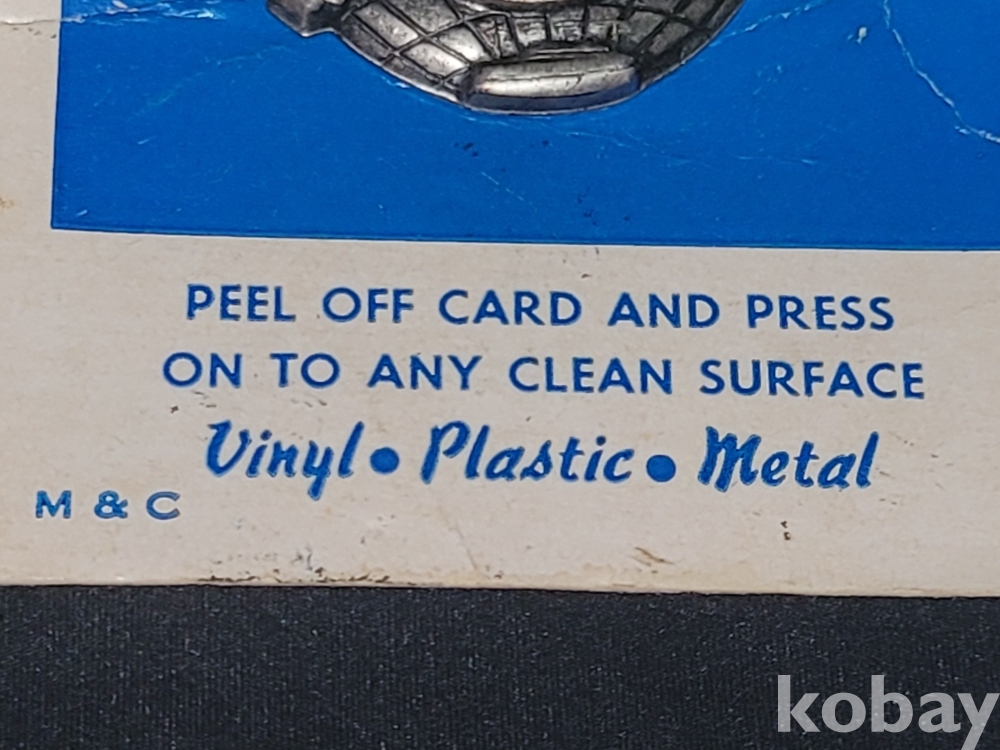 PEEL OFF CARD AND PRESS
ON TO ANY CLEAN SURFACE
Vinyl • Plastic • Metal
M & C
kobay